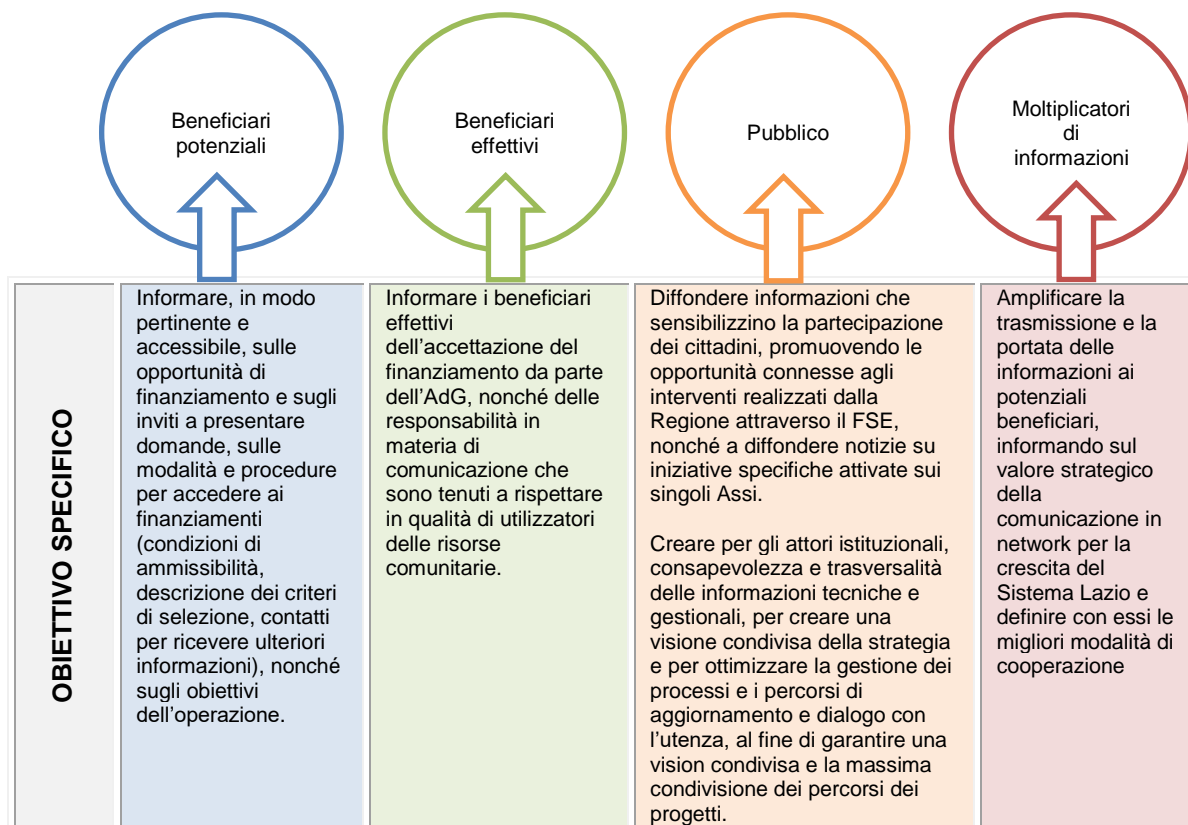 Beneficiari
potenziali
Beneficiari
effettivi
Pubblico
Moltiplicatori
di
informazioni
OBIETTIVO SPECIFICO
Informare, in modo
pertinente e
accessibile, sulle
opportunità di
finanziamento e sugli
inviti a presentare
domande, sulle
modalità e procedure
per accedere ai
finanziamenti
(condizioni di
ammissibilità,
descrizione dei criteri
di selezione, contatti
per ricevere ulteriori
informazioni), nonché
sugli obiettivi
dell'operazione.
Informare i beneficiari
effettivi
dell'accettazione del
finanziamento da parte
dell'AdG, nonché delle
responsabilità in
materia di
comunicazione che
sono tenuti a rispettare
in qualità di utilizzatori
delle risorse
comunitarie.
Diffondere informazioni che
sensibilizzino la partecipazione
dei cittadini, promuovendo le
opportunità connesse agli
interventi realizzati dalla
Regione attraverso il FSE,
nonché a diffondere notizie su
iniziative specifiche attivate sui
singoli Assi.
Creare per gli attori istituzionali,
consapevolezza e trasversalità
delle informazioni tecniche e
gestionali, per creare una
visione condivisa della strategia
e per ottimizzare la gestione dei
processi e i percorsi di
aggiornamento e dialogo con
l'utenza, al fine di garantire una
vision condivisa e la massima
condivisione dei percorsi dei
progetti.
Amplificare la
trasmissione e la
portata delle
informazioni ai
potenziali
beneficiari,
informando sul
valore strategico
della
comunicazione in
network per la
crescita del
Sistema Lazio e
definire con essi le
migliori modalità di
cooperazione